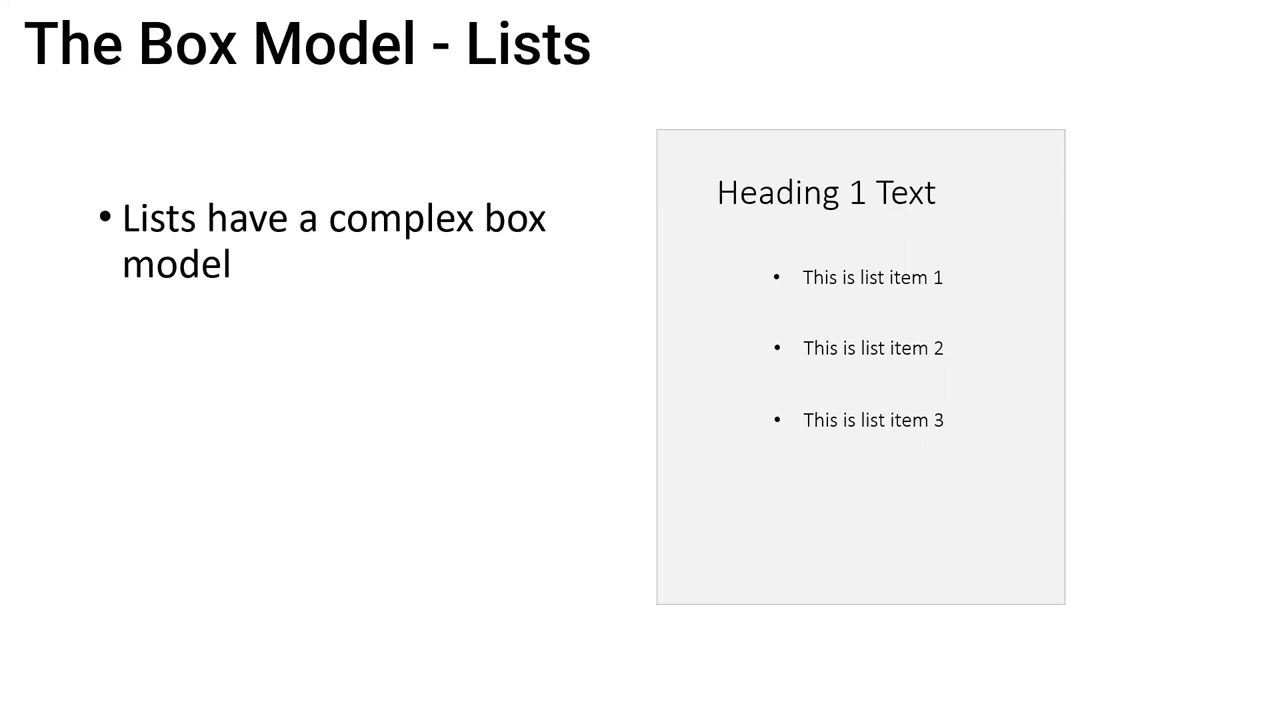 The Box Model - Lists
• Lists have a complex box
model
Heading 1 Text
• This is list item 1
• This is list item 2
• This is list item 3